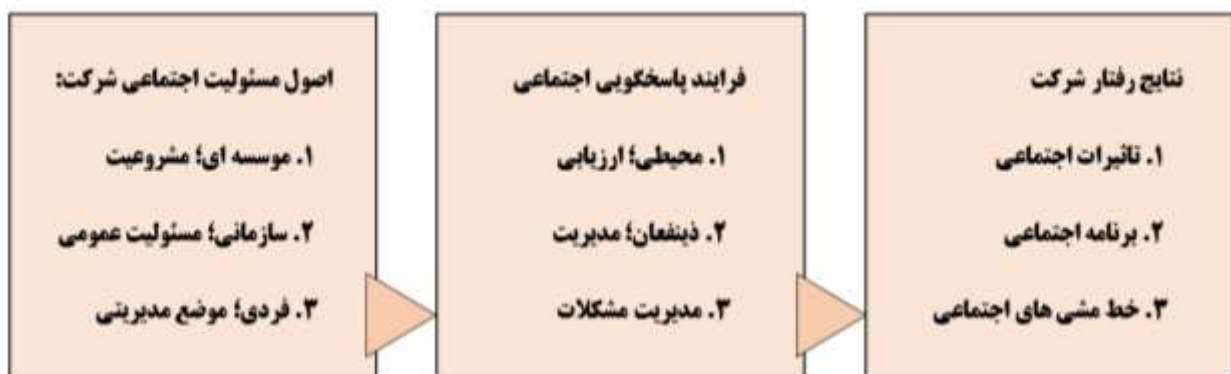 اصول مسئولیت اجتماعی شرکت:
۱. موسسه ای؛ مشروعیت
۲. سازمانی؛ مسئولیت عمومی
۳. فردی؛ موضع مدیریتی
فرایند پاسخگویی اجتماعی
۱. محیطی؛ ارزیابی
۲. ذینفعان؛ مدیریت
۳. مدیریت مشکلات
نتایج رفتار شرکت
۱. تاثیرات اجتماعی
۲. برنامه اجتماعی
۳. خط مشی های اجتماعی